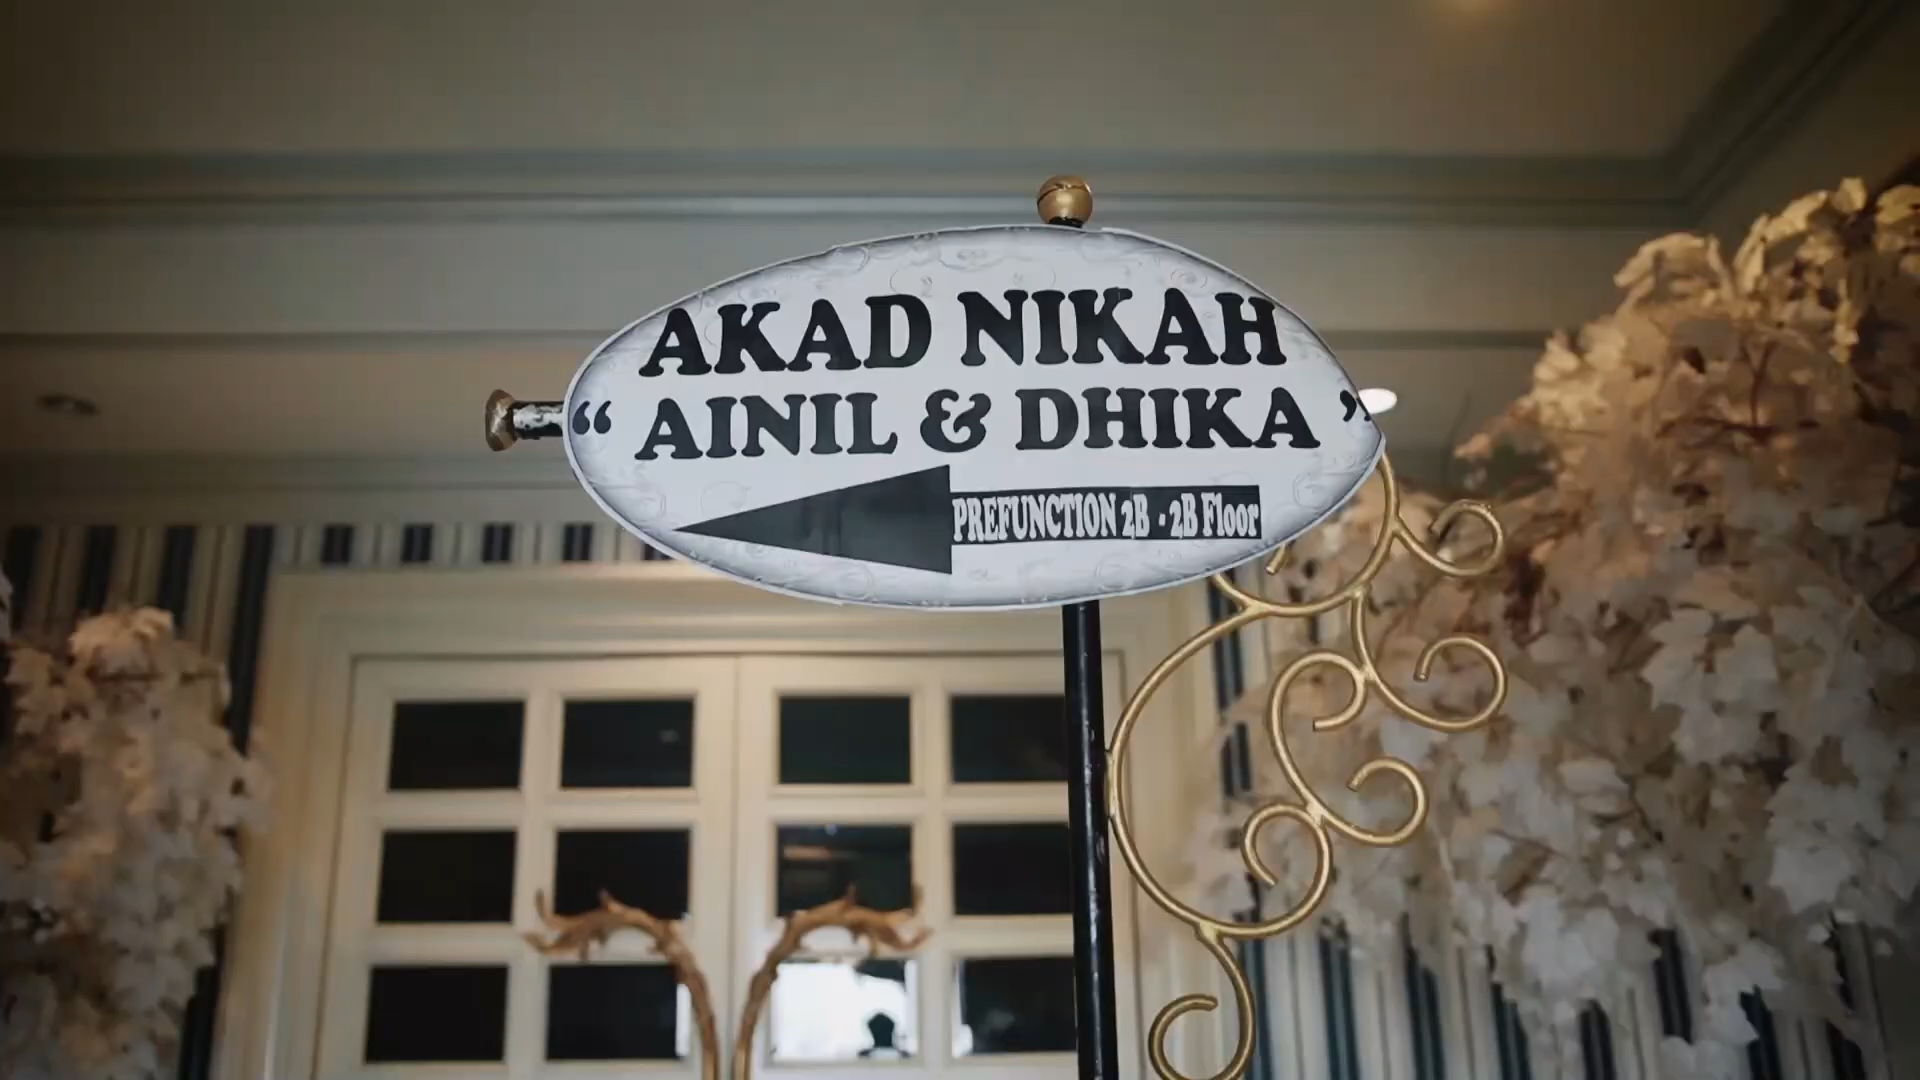 AKAD NIKAH
“ AINIL & DHIKA ”
PREFUNCTION 2B - 2B Floor